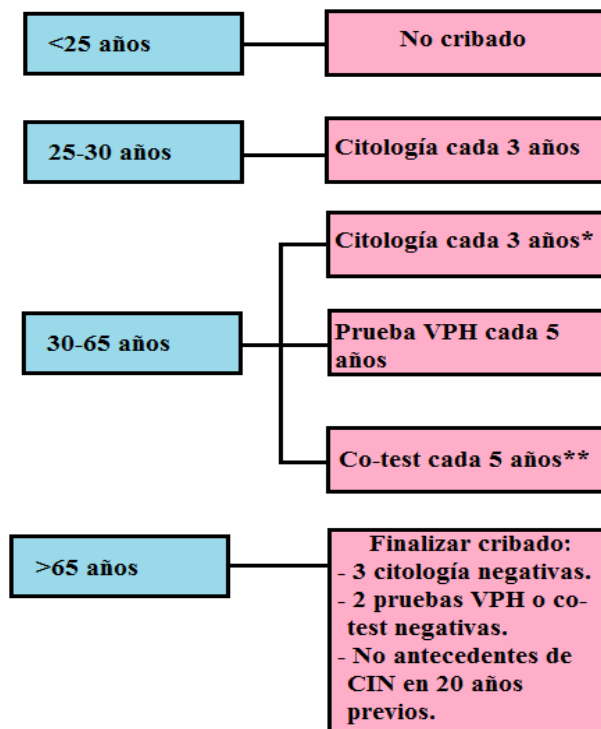 <25 años
No cribado
25-30 años
Citología cada 3 años
30-65 años
Citología cada 3 años*
Prueba VPH cada 5
años
Co-test cada 5 años**
>65 años
Finalizar cribado:
- 3 citología negativas.
- 2 pruebas VPH o co-
test negativas.
- No antecedentes de
CIN en 20 años
previos.